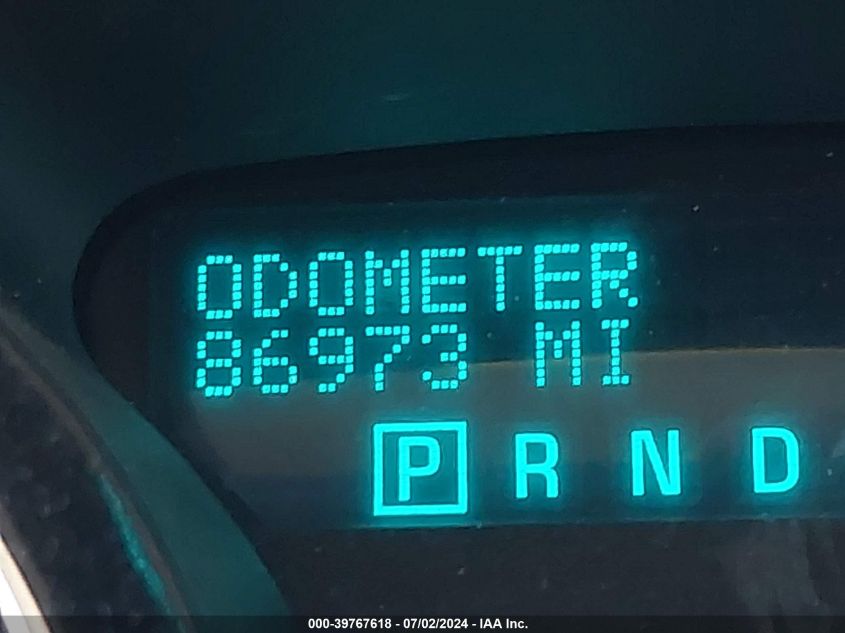 ODOMETER
86973 MI
P R N D
000-39767618 - 07/02/2024 - IAA Inc.